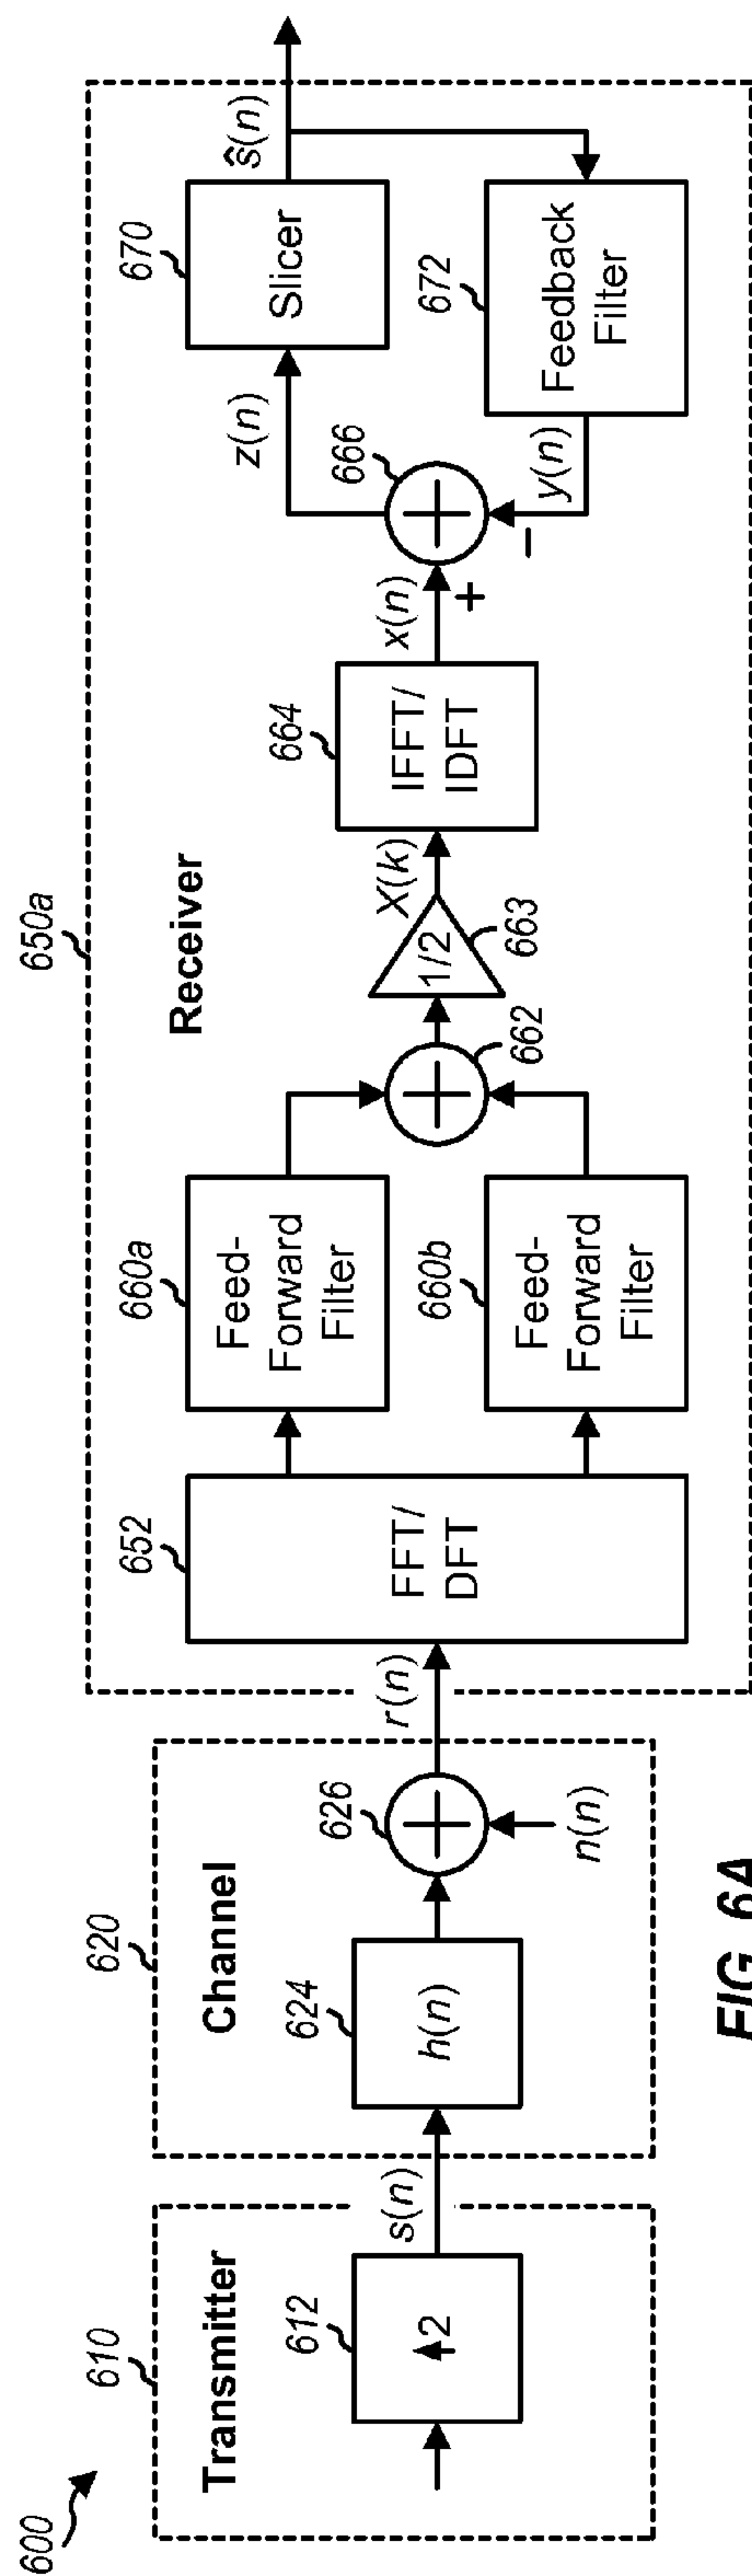 600
610
Transmitter
612
2
s(n)
620
Channel
624
h(n)
626
n(n)
r(n)
650a
Receiver
652
FFT/
DFT
660a
Feed-
Forward
Filter
660b
Feed-
Forward
Filter
662
1/2
663
X(k)
664
IFFT/
IDFT
x(n)
+
−
666
z(n)
y(n)
670
Slicer
ŝ(n)
672
Feedback
Filter
FIG. 6A